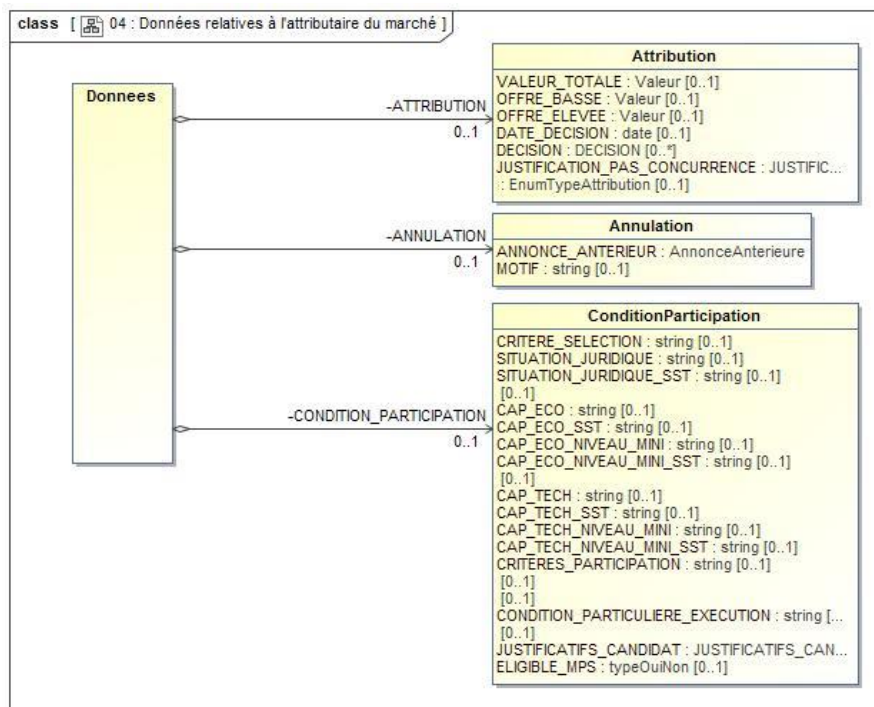 class [ 04 : Données relatives à l'attributaire du marché ]
Donnees
-ATTRIBUTION
0..1
Attribution
VALEUR_TOTALE : Valeur [0..1]
OFFRE_BASSE : Valeur [0..1]
OFFRE_ELEVEE : Valeur [0..1]
DATE_DECISION : date [0..1]
DECISION : DECISION [0..*]
JUSTIFICATION_PAS_CONCURRENCE : JUSTIFIC...
: EnumTypeAttribution [0..1]
-ANNULATION
0..1
Annulation
ANNONCE_ANTERIEUR : AnnonceAnterieure
MOTIF : string [0..1]
-CONDITION_PARTICIPATION
0..1
ConditionParticipation
CRITERE_SELECTION : string [0..1]
SITUATION_JURIDIQUE : string [0..1]
SITUATION_JURIDIQUE_SST : string [0..1]
[0..1]
CAP_ECO : string [0..1]
CAP_ECO_SST : string [0..1]
CAP_ECO_NIVEAU_MINI : string [0..1]
CAP_ECO_NIVEAU_MINI_SST : string [0..1]
[0..1]
CAP_TECH : string [0..1]
CAP_TECH_SST : string [0..1]
CAP_TECH_NIVEAU_MINI : string [0..1]
CAP_TECH_NIVEAU_MINI_SST : string [0..1]
CRITERES_PARTICIPATION : string [0..1]
[0..1]
[0..1]
CONDITION_PARTICULIERE_EXECUTION : string [...
[0..1]
JUSTIFICATIFS_CANDIDAT : JUSTIFICATIFS_CAN...
ELIGIBLE_MPS : typeOuiNon [0..1]